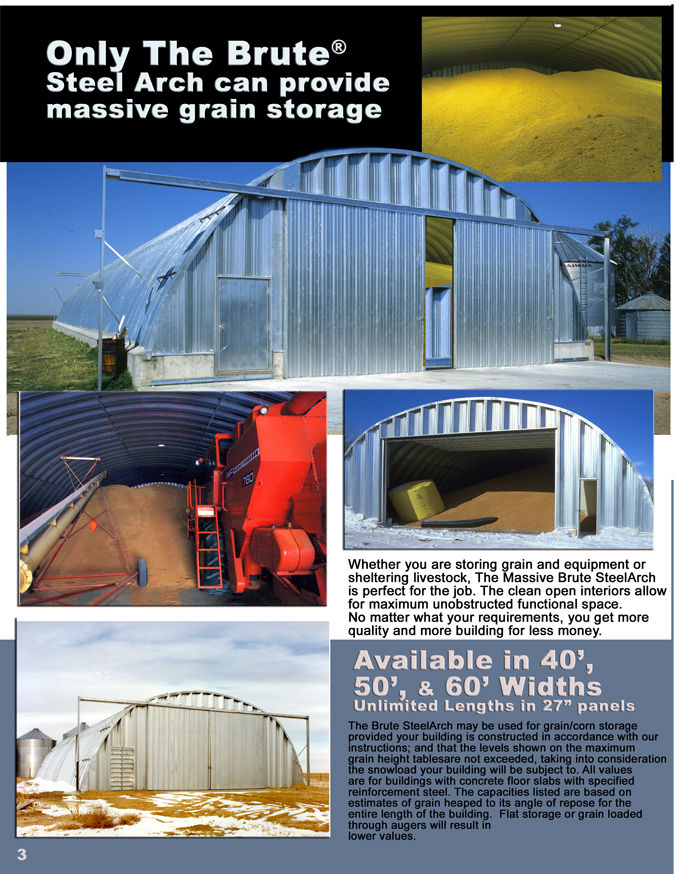 Only The Brute®
Steel Arch can provide
massive grain storage
760
Whether you are storing grain and equipment or
sheltering livestock, The Massive Brute SteelArch
is perfect for the job. The clean open interiors allow
for maximum unobstructed functional space.
No matter what your requirements, you get more
quality and more building for less money.
Available in 40’,
50’, & 60’ Widths
Unlimited Lengths in 27” panels
The Brute SteelArch may be used for grain/corn storage
provided your building is constructed in accordance with our
instructions; and that the levels shown on the maximum
grain height tablesare not exceeded, taking into consideration
the snowload your building will be subject to. All values
are for buildings with concrete floor slabs with specified
reinforcement steel. The capacities listed are based on
estimates of grain heaped to its angle of repose for the
entire length of the building.  Flat storage or grain loaded
through augers will result in
lower values.
3